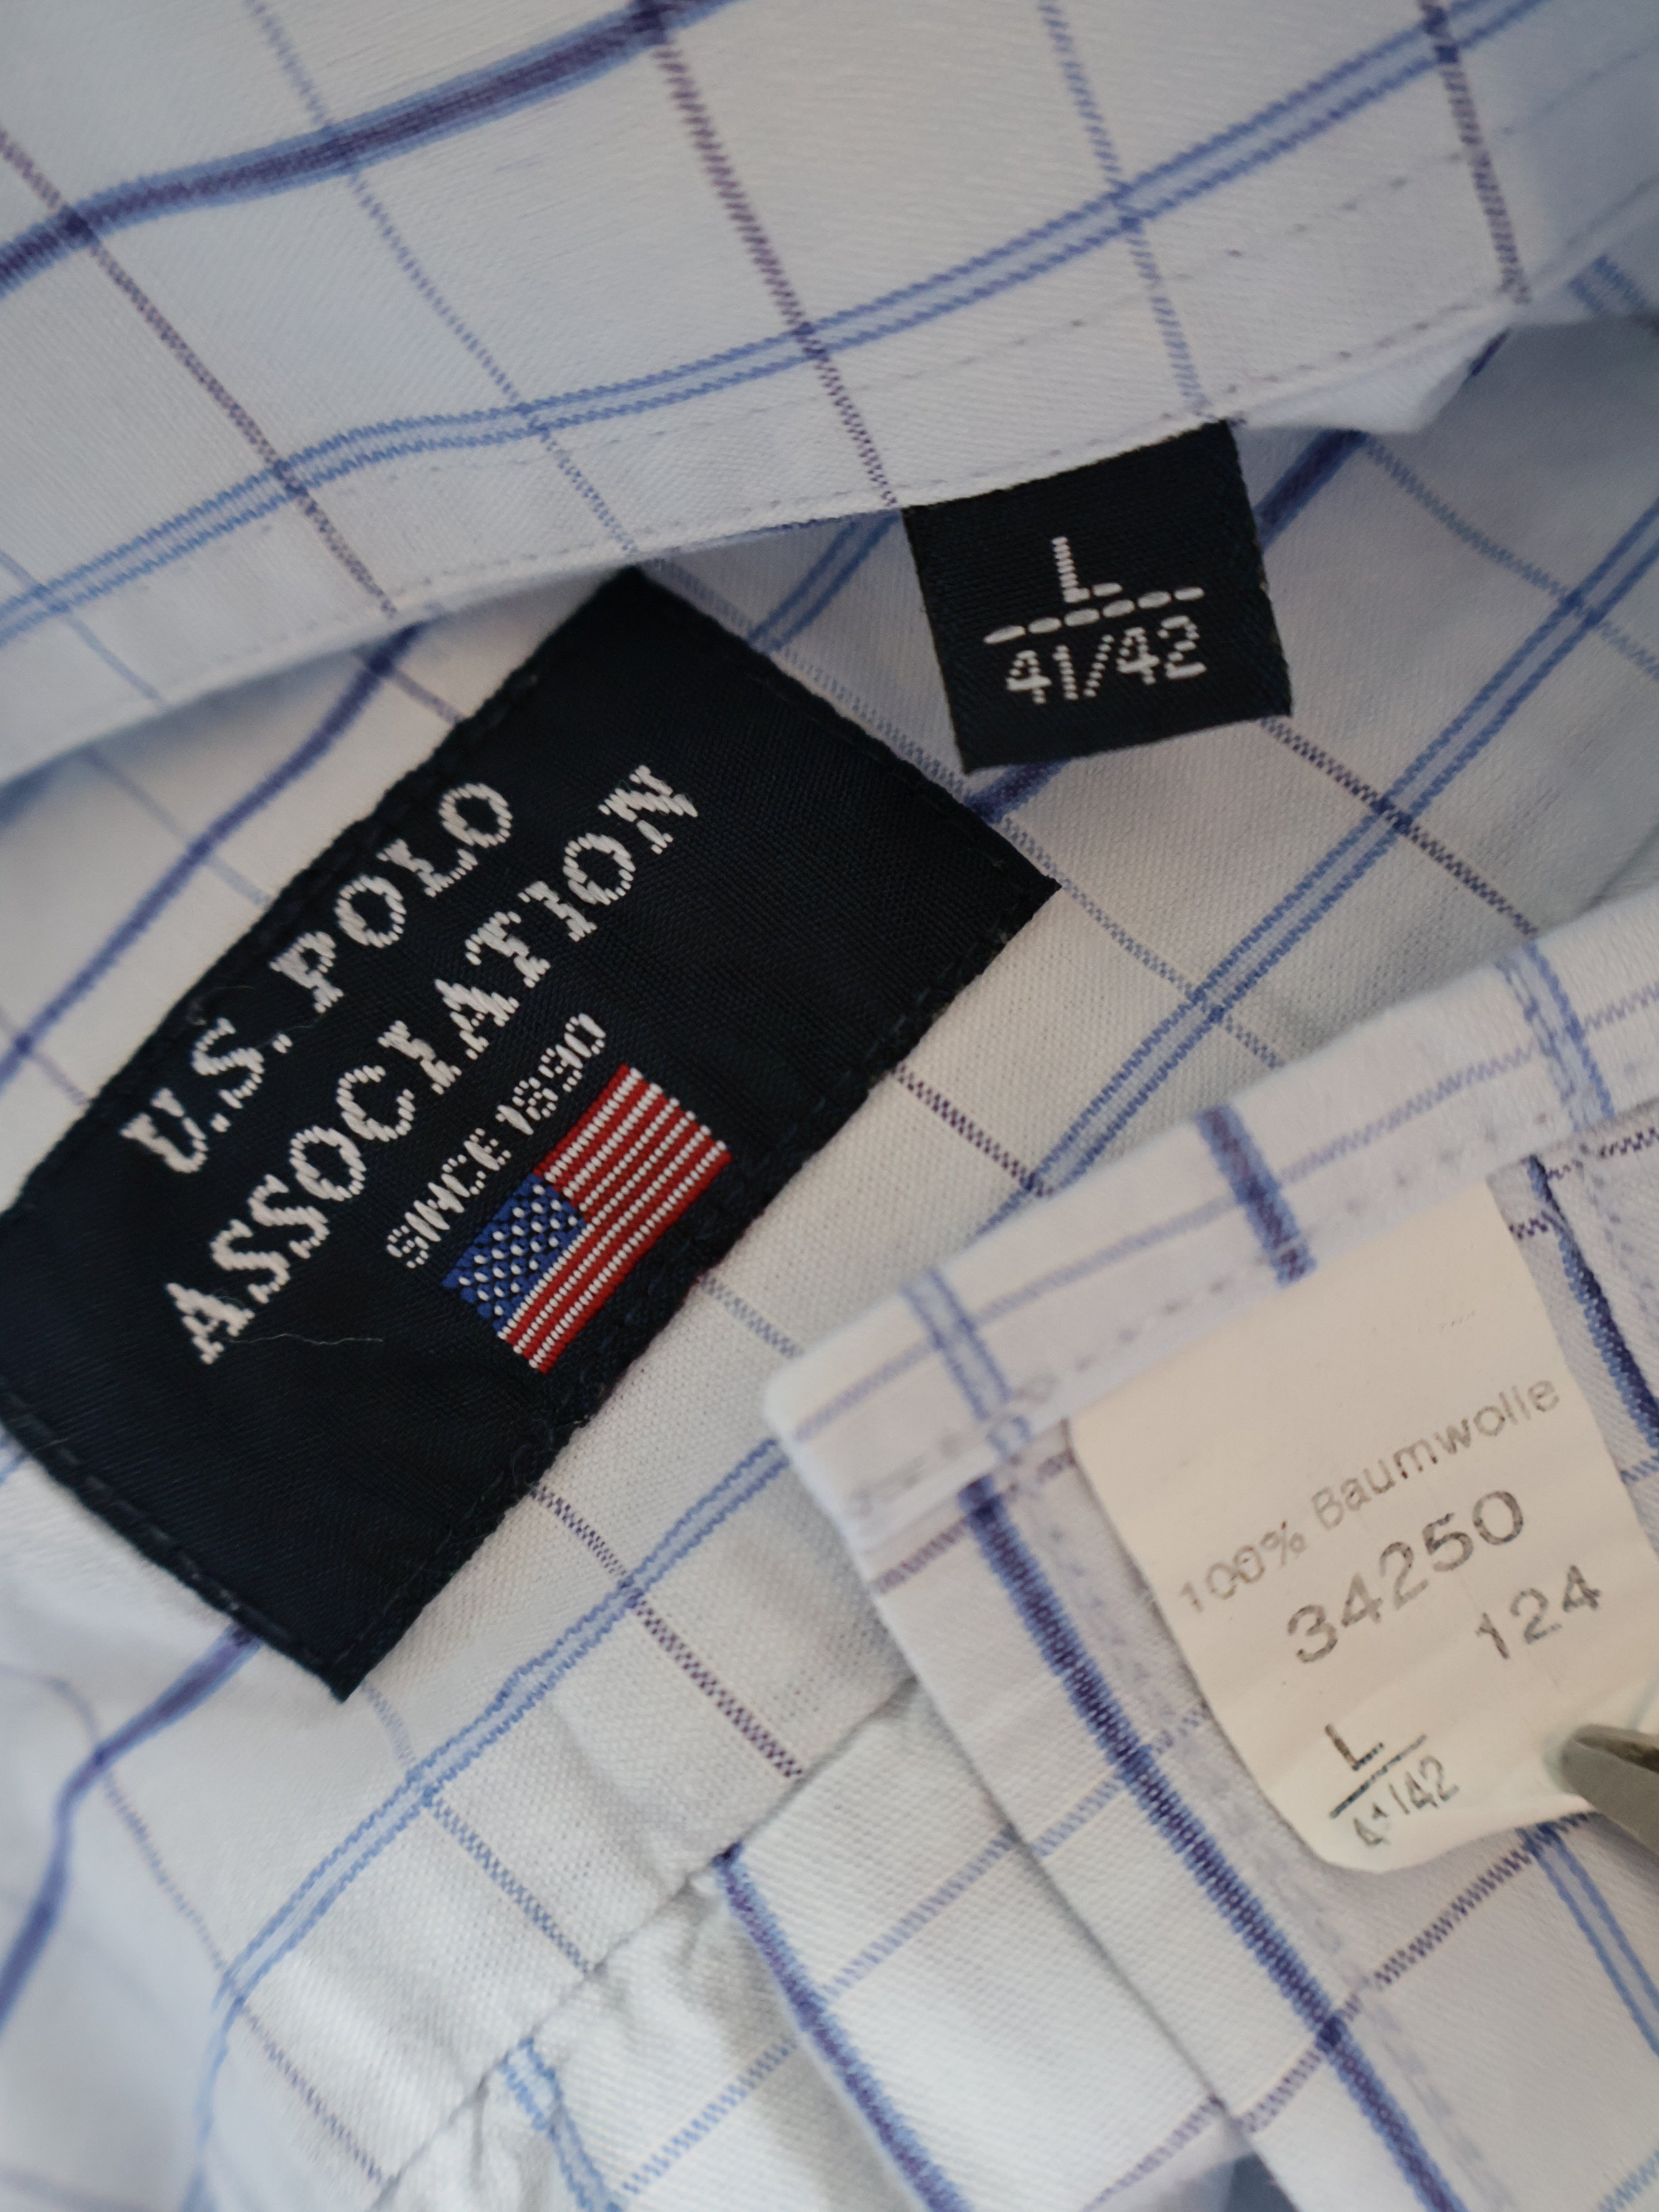 L
41/42
U.S. POLO
ASSOCIATION
SINCE 1890
100% Baumwolle
34250
124
L
41/42